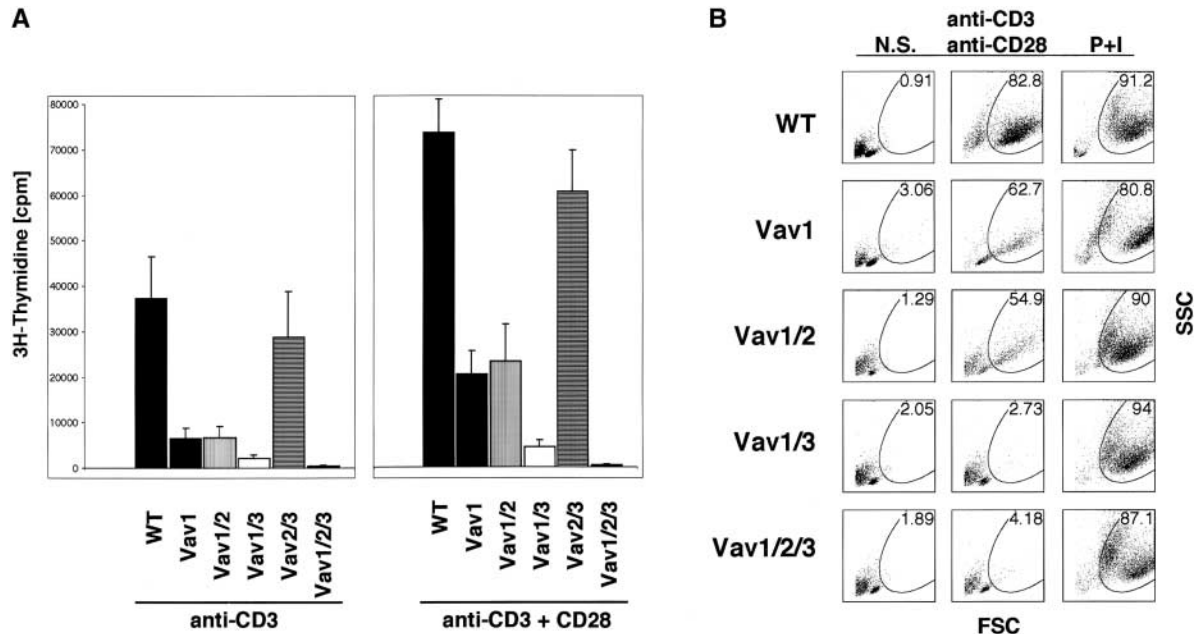 A
3H-Thymidine [cpm]
80000
70000
60000
50000
40000
30000
20000
10000
0
WT
Vav1
Vav1/2
Vav1/3
Vav2/3
Vav1/2/3
anti-CD3
WT
Vav1
Vav1/2
Vav1/3
Vav2/3
Vav1/2/3
anti-CD3 + CD28
B
anti-CD3
N.S. anti-CD28 P+I
WT 0.91 82.8 91.2
Vav1 3.06 62.7 80.8
Vav1/2 1.29 54.9 90
Vav1/3 2.05 2.73 94
Vav1/2/3 1.89 4.18 87.1
SSC
FSC